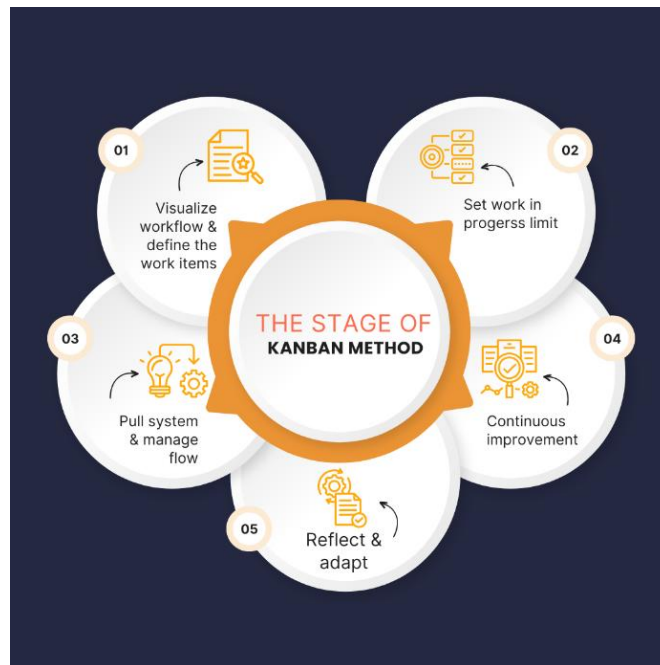 01
Visualize
workflow &
define the
work items
02
Set work in
progerss limit
THE STAGE OF
KANBAN METHOD
03
Pull system
& manage
flow
04
Continuous
improvement
05
Reflect &
adapt